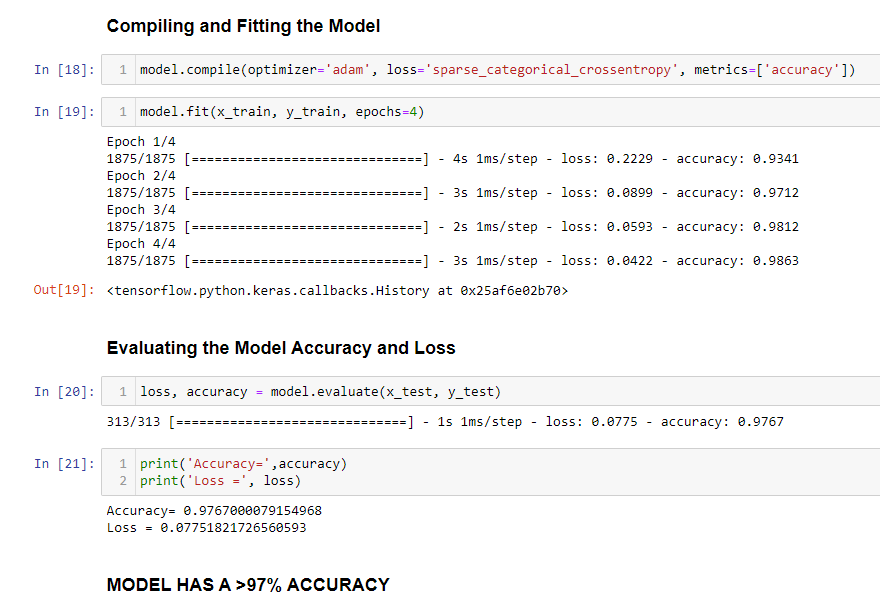 Compiling and Fitting the Model
In [18]: 1 model.compile(optimizer='adam', loss='sparse_categorical_crossentropy', metrics=['accuracy'])
In [19]: 1 model.fit(x_train, y_train, epochs=4)
Epoch 1/4
1875/1875 [==============================] - 4s 1ms/step - loss: 0.2229 - accuracy: 0.9341
Epoch 2/4
1875/1875 [==============================] - 3s 1ms/step - loss: 0.0899 - accuracy: 0.9712
Epoch 3/4
1875/1875 [==============================] - 2s 1ms/step - loss: 0.0593 - accuracy: 0.9812
Epoch 4/4
1875/1875 [==============================] - 3s 1ms/step - loss: 0.0422 - accuracy: 0.9863
Out[19]: <tensorflow.python.keras.callbacks.History at 0x25af6e02b70>
Evaluating the Model Accuracy and Loss
In [20]: 1 loss, accuracy = model.evaluate(x_test, y_test)
313/313 [==============================] - 1s 1ms/step - loss: 0.0775 - accuracy: 0.9767
In [21]: 1 print('Accuracy=',accuracy)
2 print('Loss =', loss)
Accuracy= 0.9767000079154968
Loss = 0.07751821726560593
MODEL HAS A >97% ACCURACY